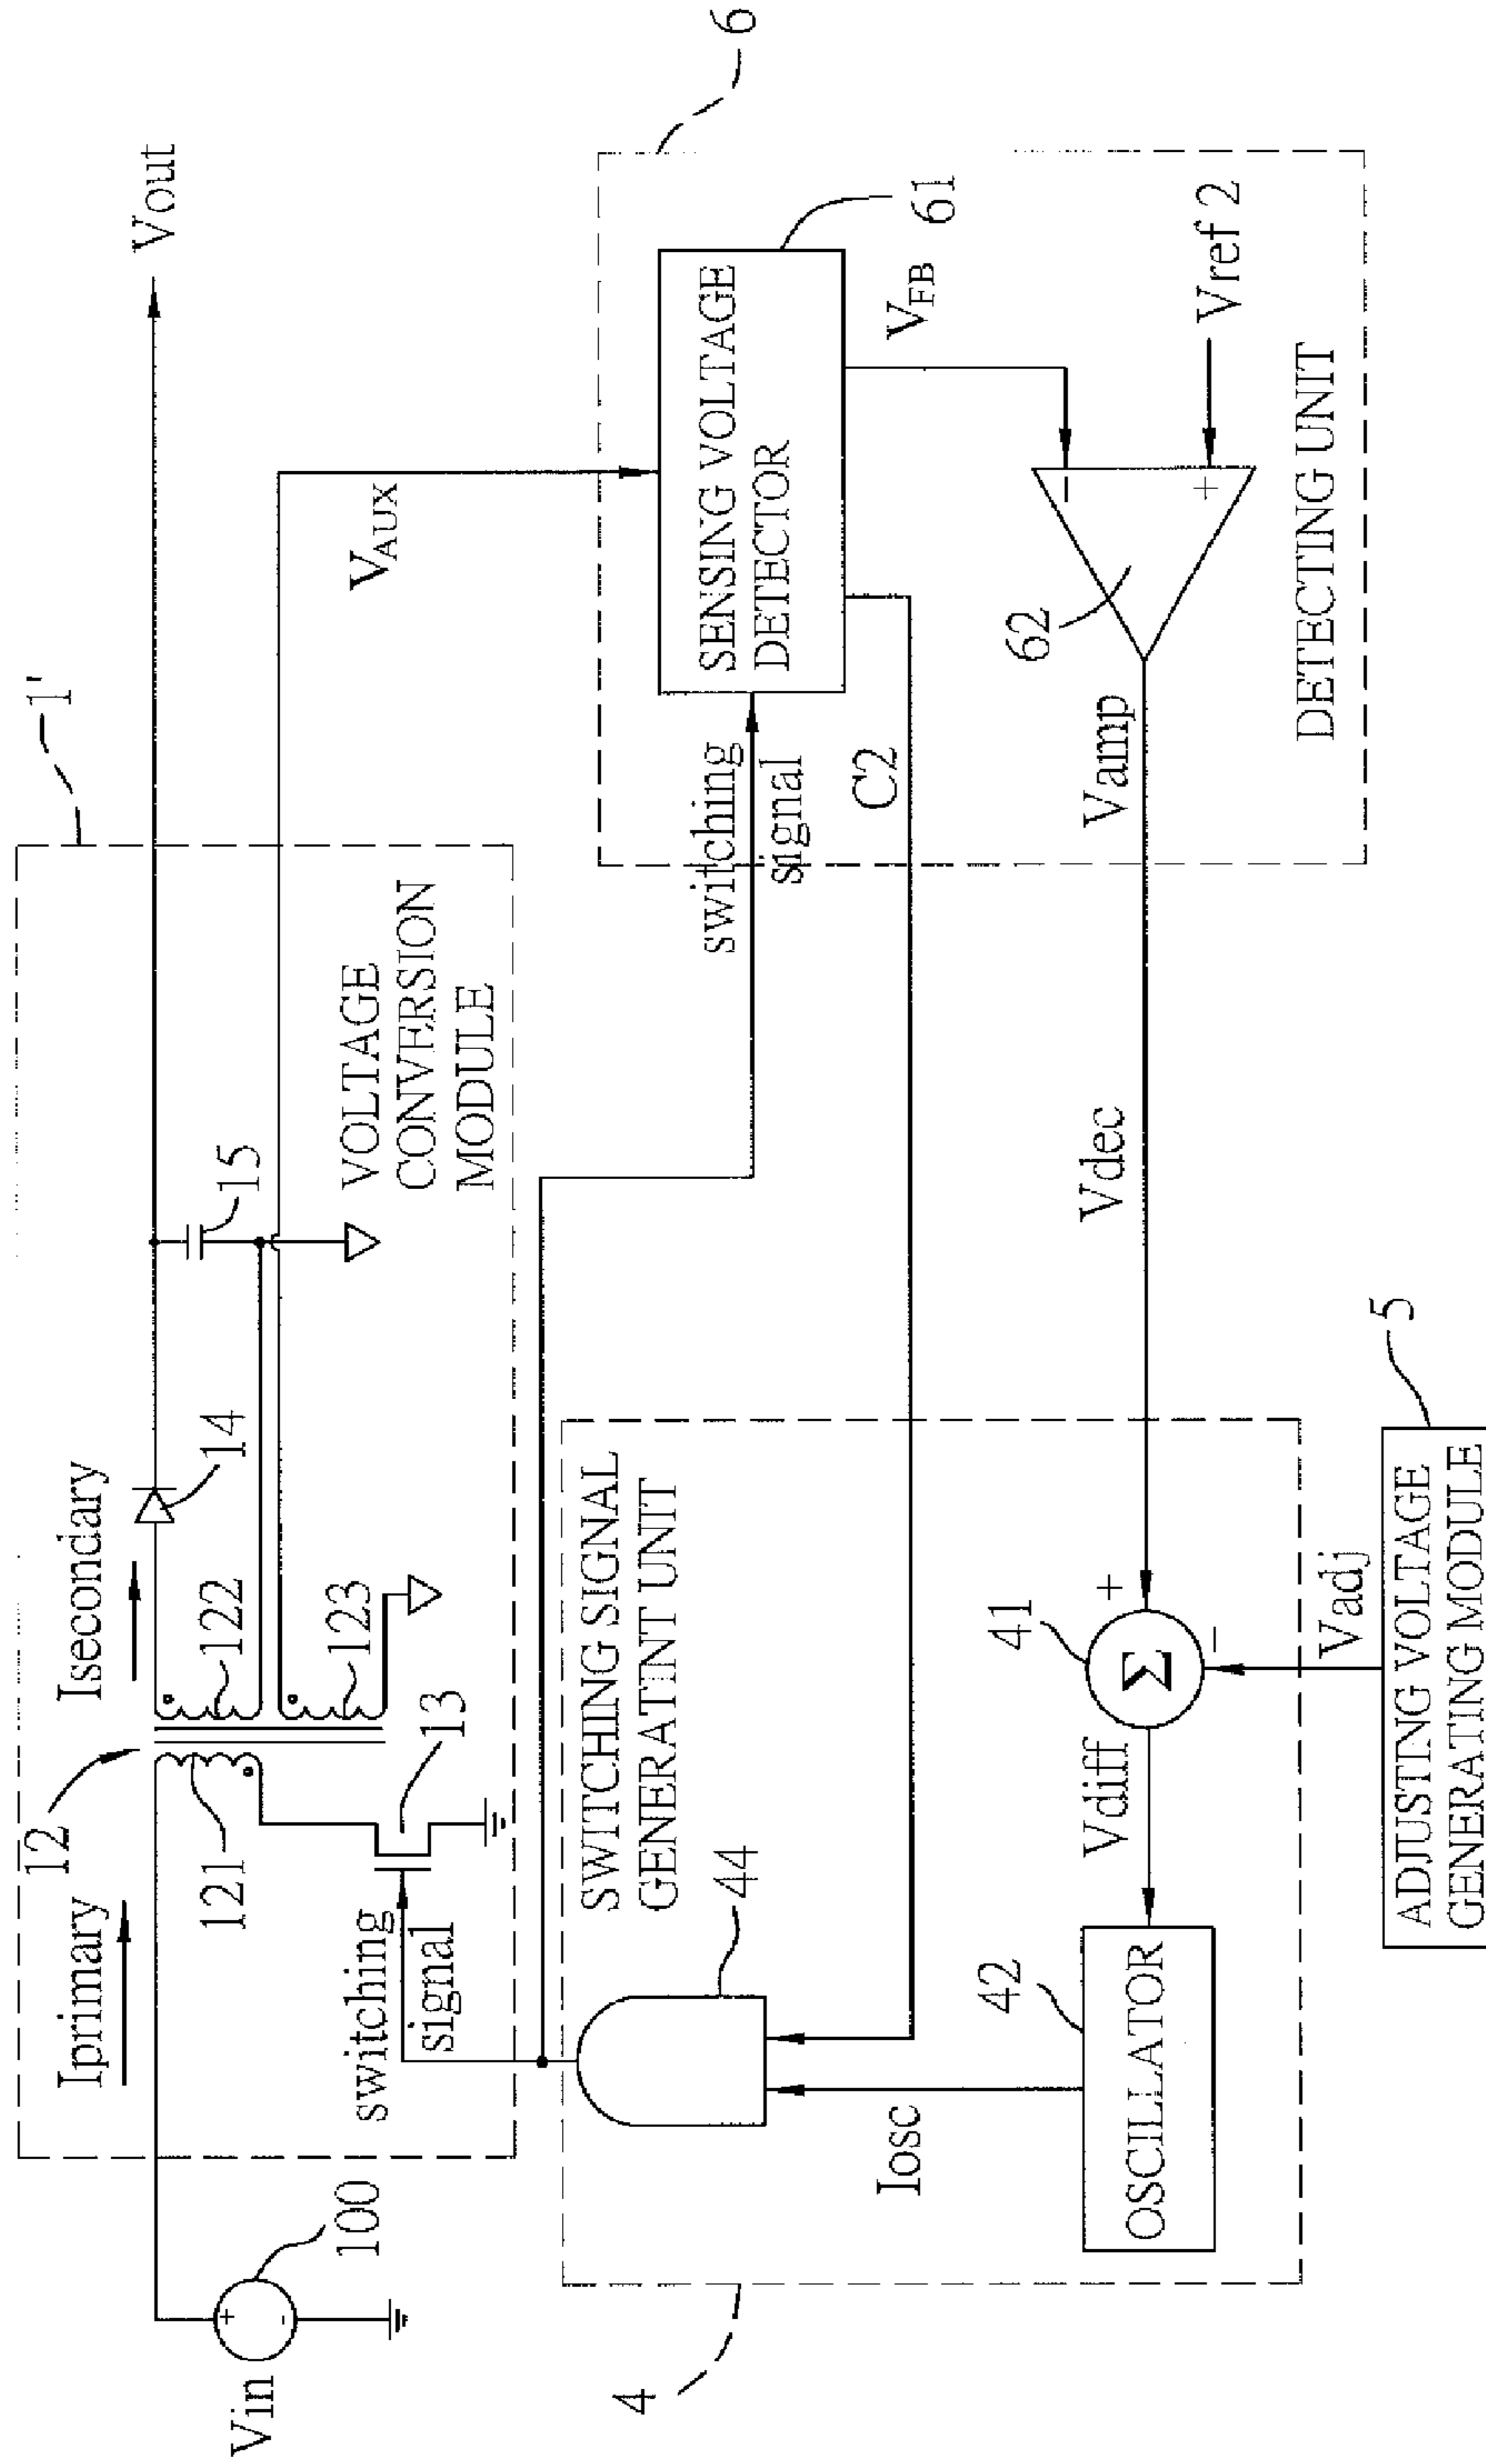 Vin
100
Iprimary
12
121
switching
signal
13
Isecondary
122
123
14
15
VOLTAGE
CONVERSION
MODULE
1'
Vout
VAUX
4
SWITCHING SIGNAL
GENERATINT UNIT
44
Iosc
42
OSCILLATOR
Vdiff
41
Σ
+
-
Vadj
5
ADJUSTING VOLTAGE
GENERATING MODULE
Vdec
switching
signal
C2
SENSING VOLTAGE
DETECTOR
61
VFB
6
62
Vamp
-
+
Vref 2
DETECTING UNIT
+
-